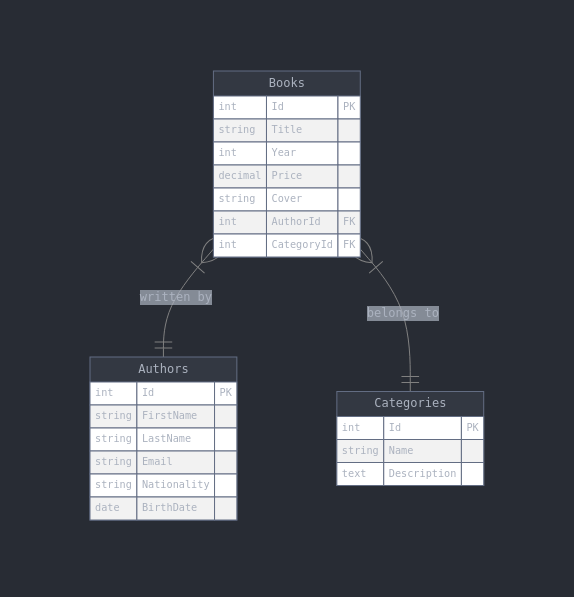 Books
int Id PK
string Title
int Year
decimal Price
string Cover
int AuthorId FK
int CategoryId FK
written by
belongs to
Authors
int Id PK
string FirstName
string LastName
string Email
string Nationality
date BirthDate
Categories
int Id PK
string Name
text Description